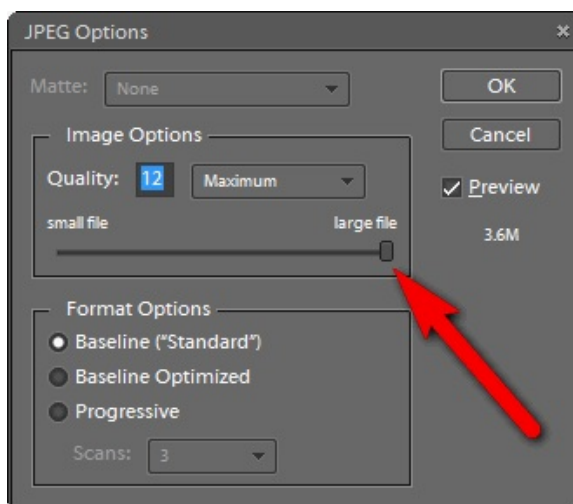 JPEG Options
Matte: None
OK
Image Options
Cancel
Quality: 12 Maximum
Preview
small file large file
3.6M
Format Options
Baseline ("Standard")
Baseline Optimized
Progressive
Scans: 3